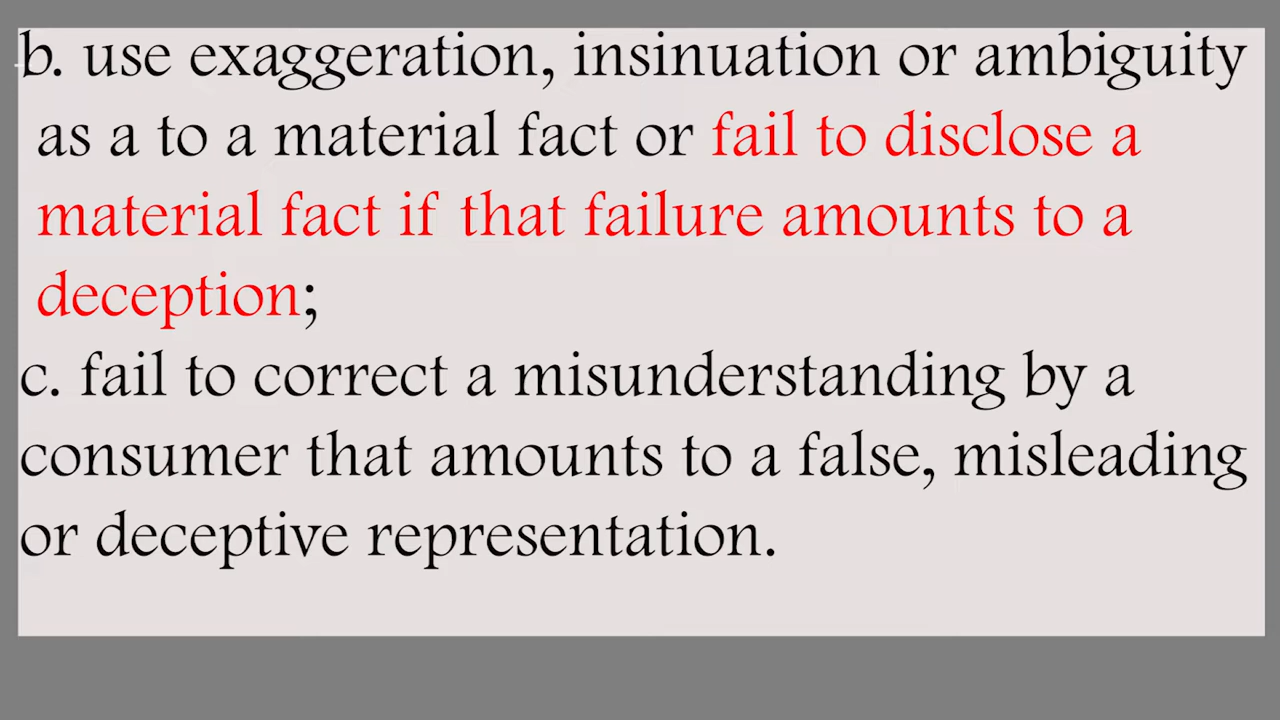 b. use exaggeration, insinuation or ambiguity
as a to a material fact or fail to disclose a
material fact if that failure amounts to a
deception;
c. fail to correct a misunderstanding by a
consumer that amounts to a false, misleading
or deceptive representation.